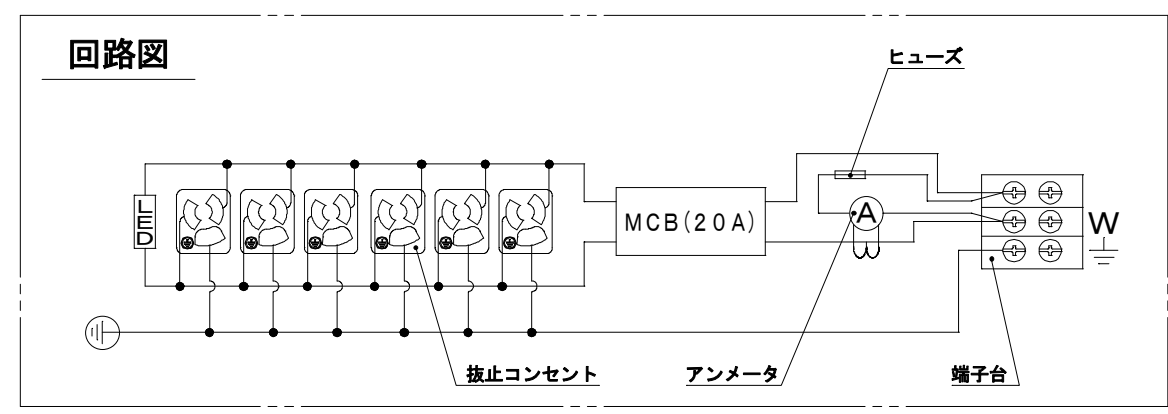 回路図
ヒューズ
LED
MCB(20A)
A
W
抜止コンセント
アンメータ
端子台